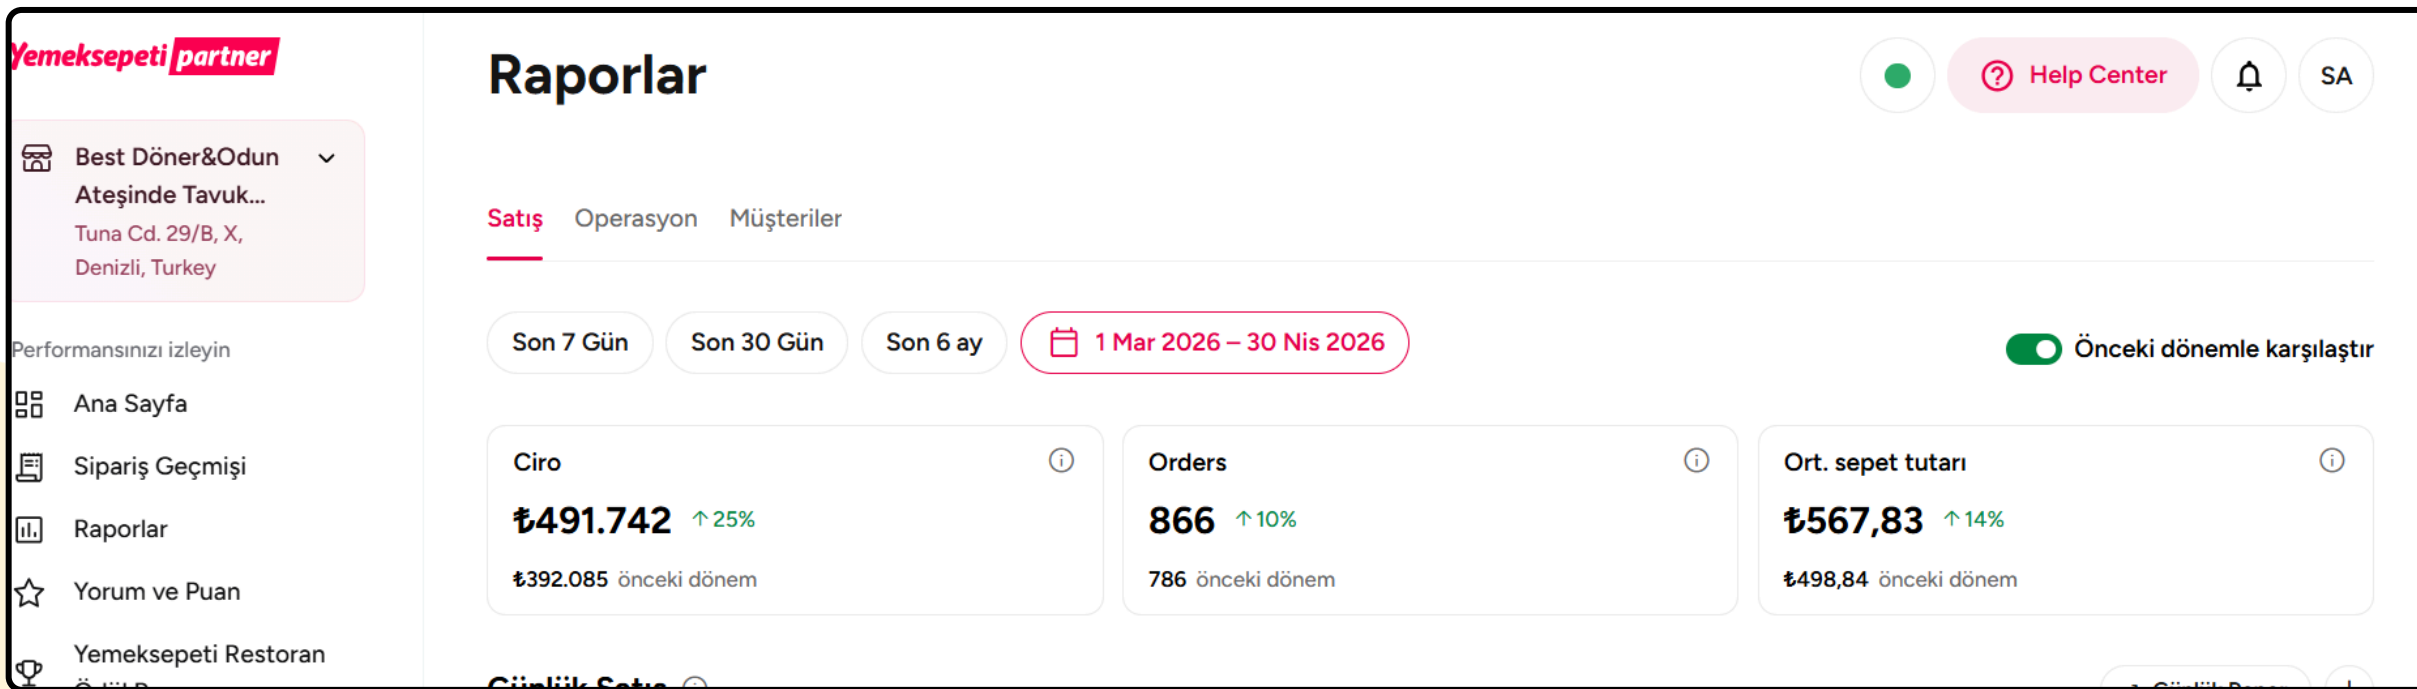 Yemeksepeti partner
Best Döner&Odun
Ateşinde Tavuk...
Tuna Cd. 29/B, X,
Denizli, Turkey
Performansınızı izleyin
Ana Sayfa
Sipariş Geçmişi
Raporlar
Yorum ve Puan
Yemeksepeti Restoran
Raporlar
Help Center
SA
Satış Operasyon Müşteriler
Son 7 Gün Son 30 Gün Son 6 ay 1 Mar 2026 – 30 Nis 2026
Önceki dönemle karşılaştır
Ciro
₺491.742 ↑25%
₺392.085 önceki dönem
Orders
866 ↑10%
786 önceki dönem
Ort. sepet tutarı
₺567,83 ↑14%
₺498,84 önceki dönem
Günlük Satış